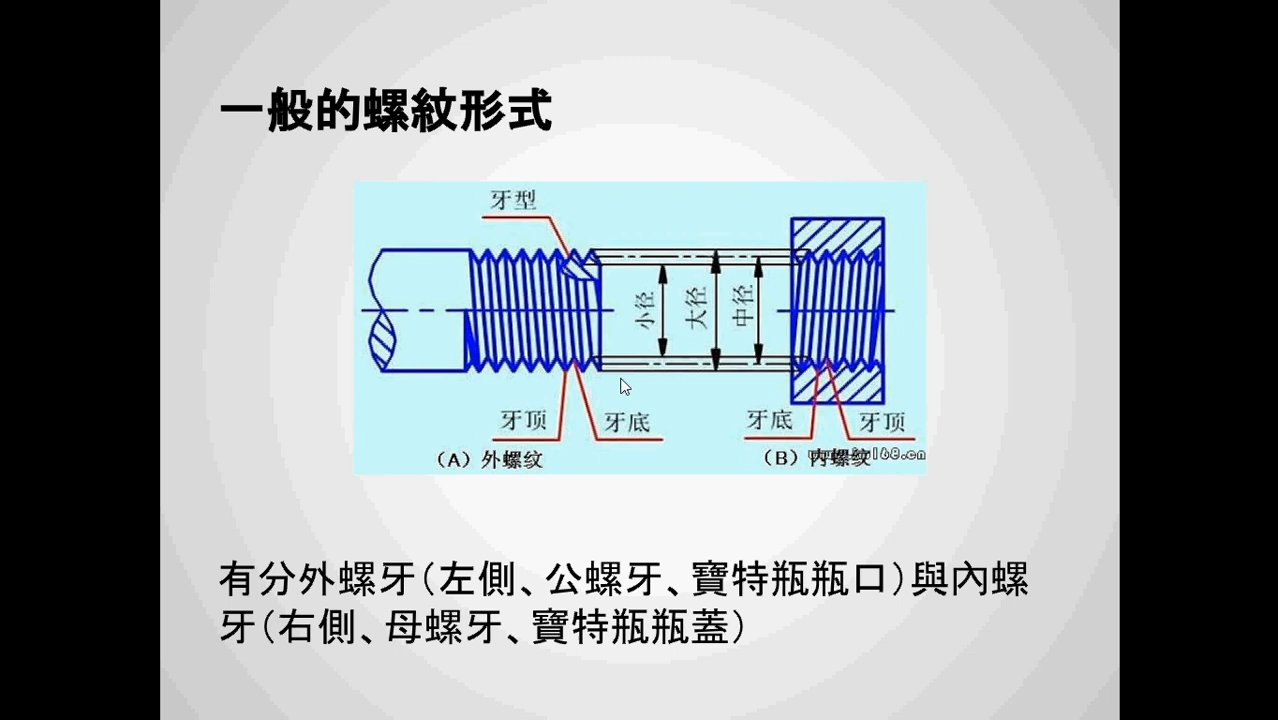 一般的螺紋形式
牙型
小径
大径
中径
牙顶
牙底
牙底
牙顶
(A) 外螺纹
(B) 内螺纹
有分外螺牙(左側、公螺牙、寶特瓶瓶口)與內螺
牙(右側、母螺牙、寶特瓶瓶蓋)